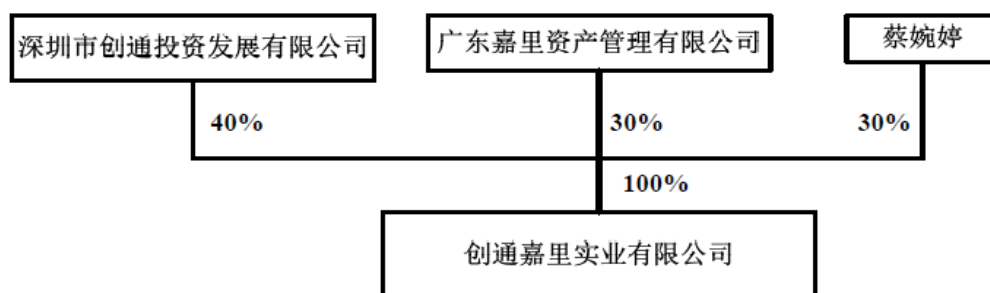 深圳市创通投资发展有限公司
广东嘉里资产管理有限公司
蔡婉婷
40%
30%
30%
100%
创通嘉里实业有限公司